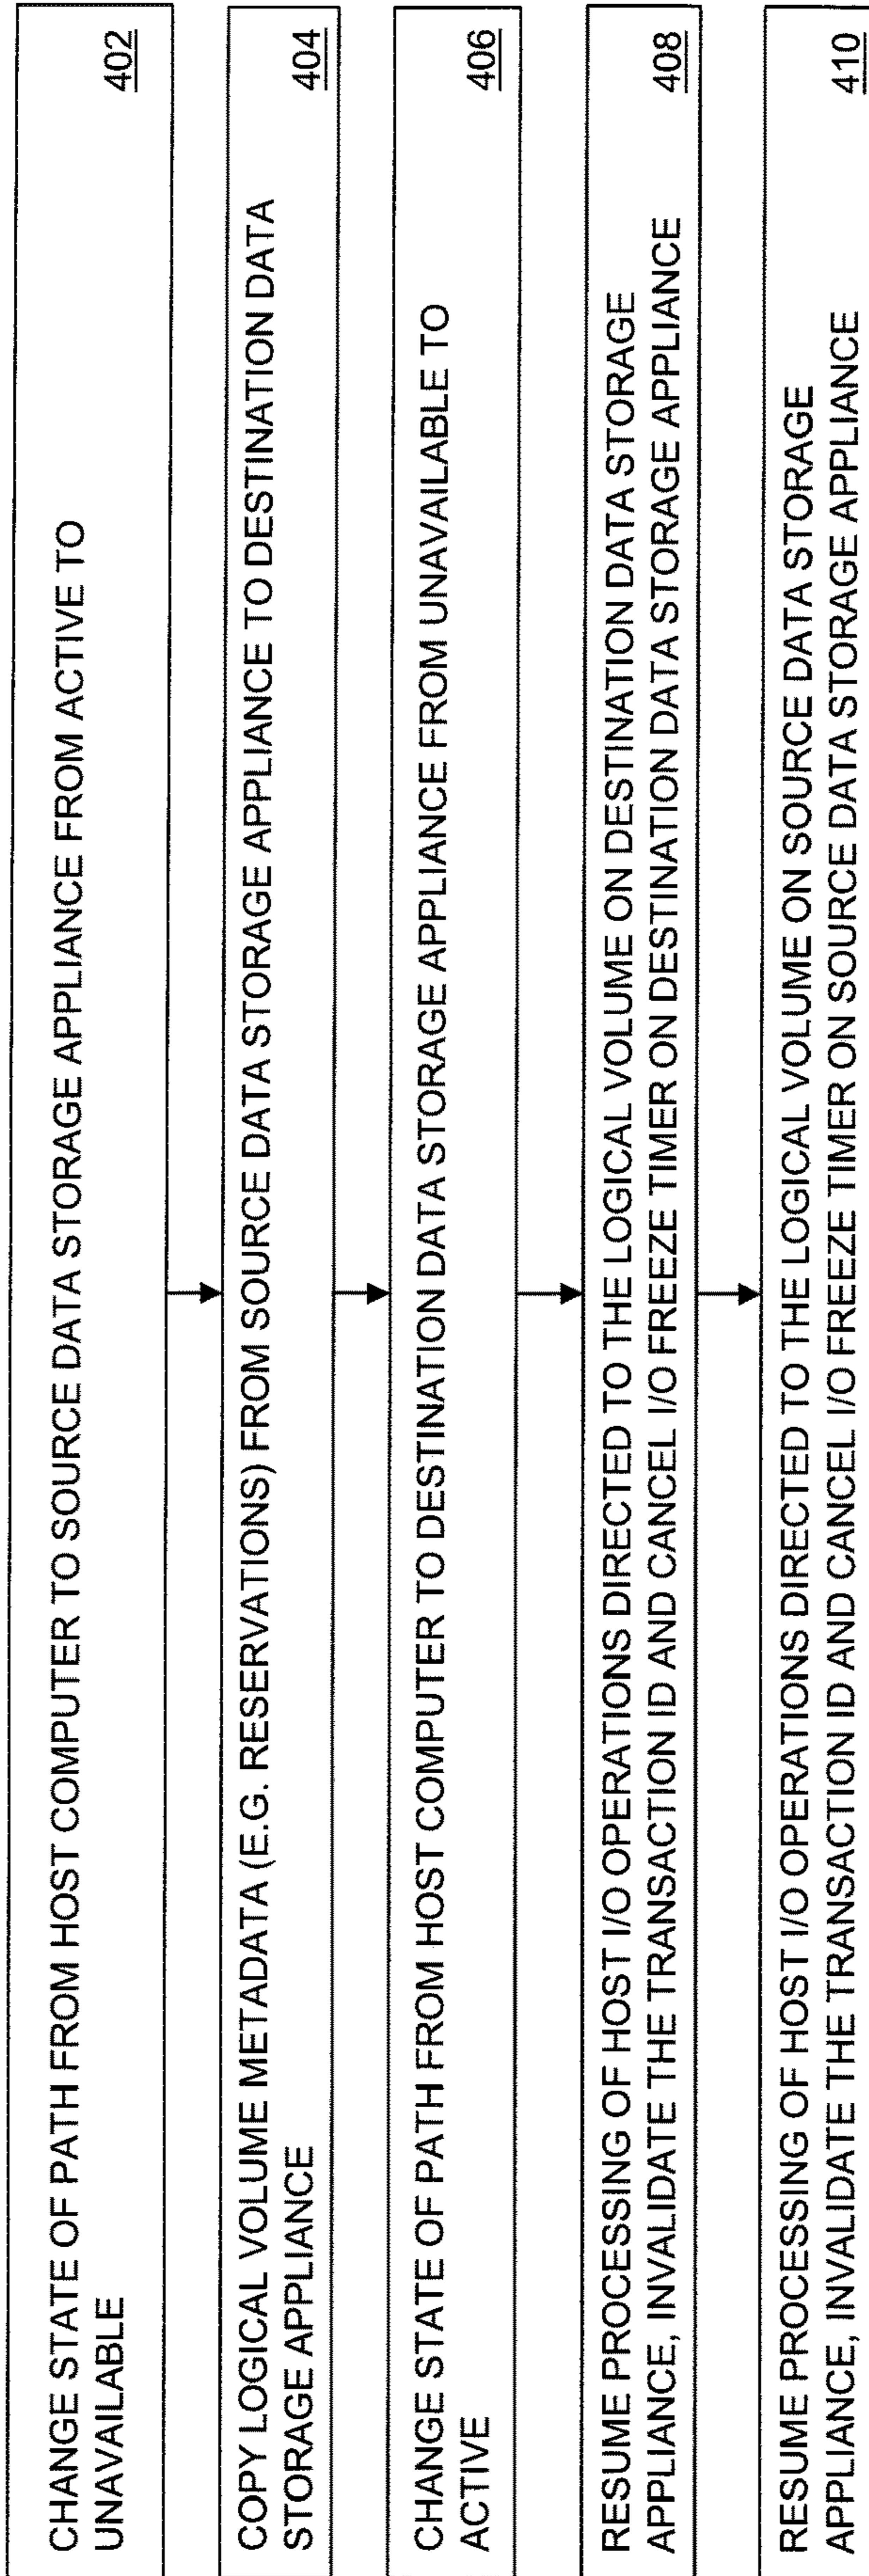 CHANGE STATE OF PATH FROM HOST COMPUTER TO SOURCE DATA STORAGE APPLIANCE FROM ACTIVE TO
UNAVAILABLE
402
COPY LOGICAL VOLUME METADATA (E.G. RESERVATIONS) FROM SOURCE DATA STORAGE APPLIANCE TO DESTINATION DATA
STORAGE APPLIANCE
404
CHANGE STATE OF PATH FROM HOST COMPUTER TO DESTINATION DATA STORAGE APPLIANCE FROM UNAVAILABLE TO
ACTIVE
406
RESUME PROCESSING OF HOST I/O OPERATIONS DIRECTED TO THE LOGICAL VOLUME ON DESTINATION DATA STORAGE
APPLIANCE, INVALIDATE THE TRANSACTION ID AND CANCEL I/O FREEZE TIMER ON DESTINATION DATA STORAGE APPLIANCE
408
RESUME PROCESSING OF HOST I/O OPERATIONS DIRECTED TO THE LOGICAL VOLUME ON SOURCE DATA STORAGE
APPLIANCE, INVALIDATE THE TRANSACTION ID AND CANCEL I/O FREEZE TIMER ON SOURCE DATA STORAGE APPLIANCE
410